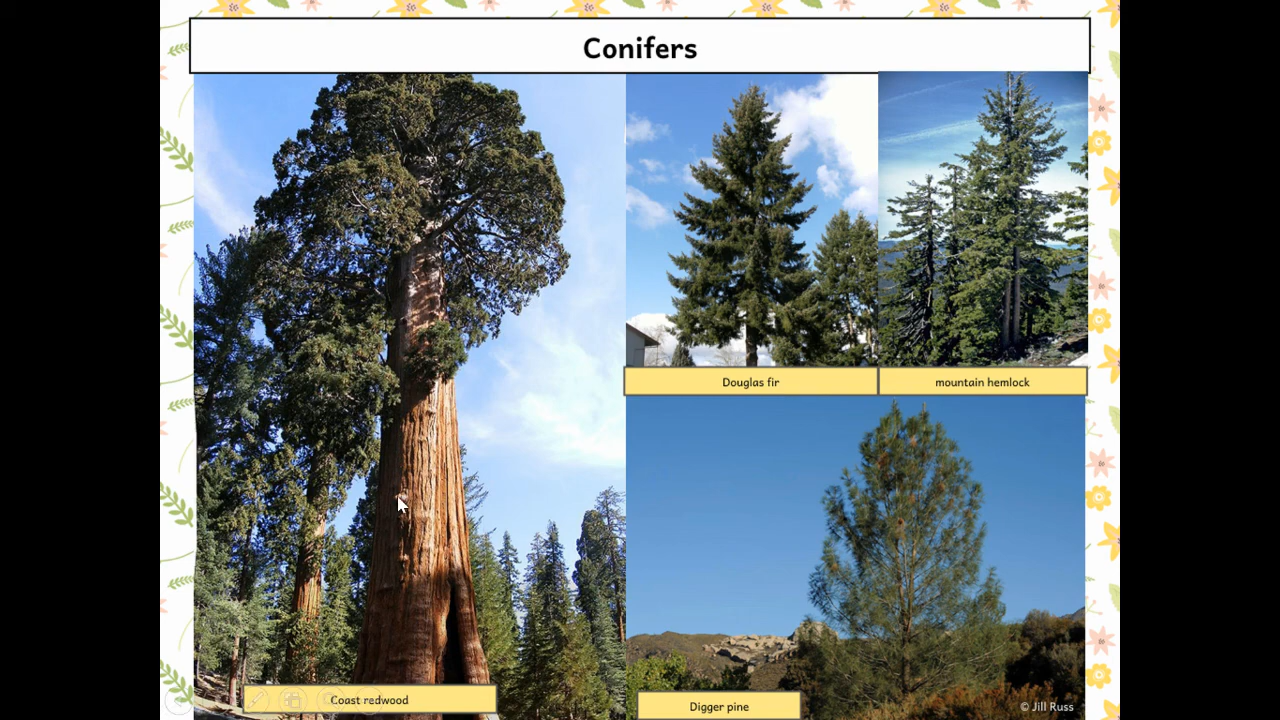 Conifers
Douglas fir
mountain hemlock
Coast redwood
Digger pine
© Jill Russ